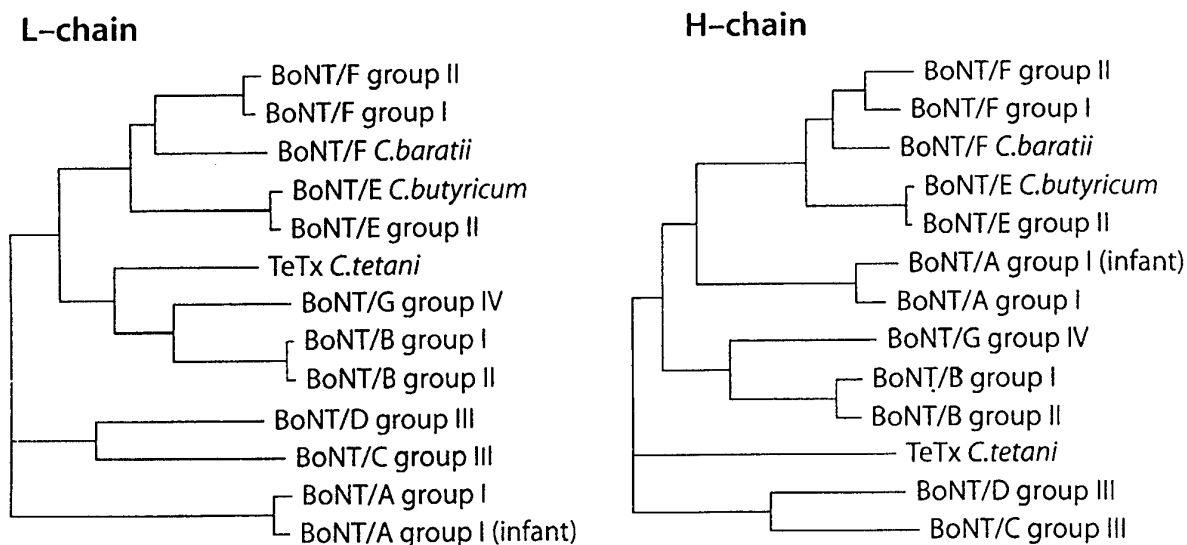 L–chain
BoNT/F group II
BoNT/F group I
BoNT/F C.baratii
BoNT/E C.butyricum
BoNT/E group II
TeTx C.tetani
BoNT/G group IV
BoNT/B group I
BoNT/B group II
BoNT/D group III
BoNT/C group III
BoNT/A group I
BoNT/A group I (infant)
H–chain
BoNT/F group II
BoNT/F group I
BoNT/F C.baratii
BoNT/E C.butyricum
BoNT/E group II
BoNT/A group I (infant)
BoNT/A group I
BoNT/G group IV
BoNT/B group I
BoNT/B group II
TeTx C.tetani
BoNT/D group III
BoNT/C group III